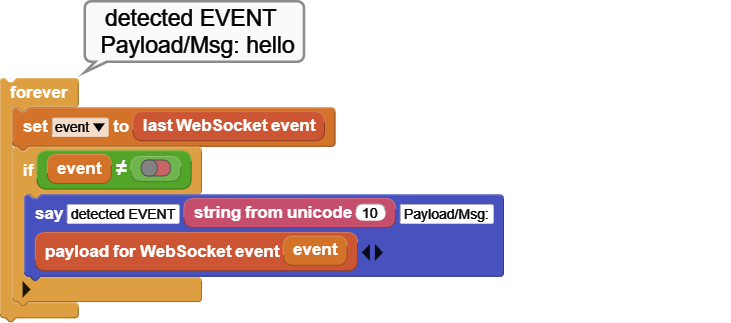 detected EVENT
Payload/Msg: hello
forever
set event ▼ to last WebSocket event
if event ≠
say detected EVENT string from unicode 10 Payload/Msg:
payload for WebSocket event event